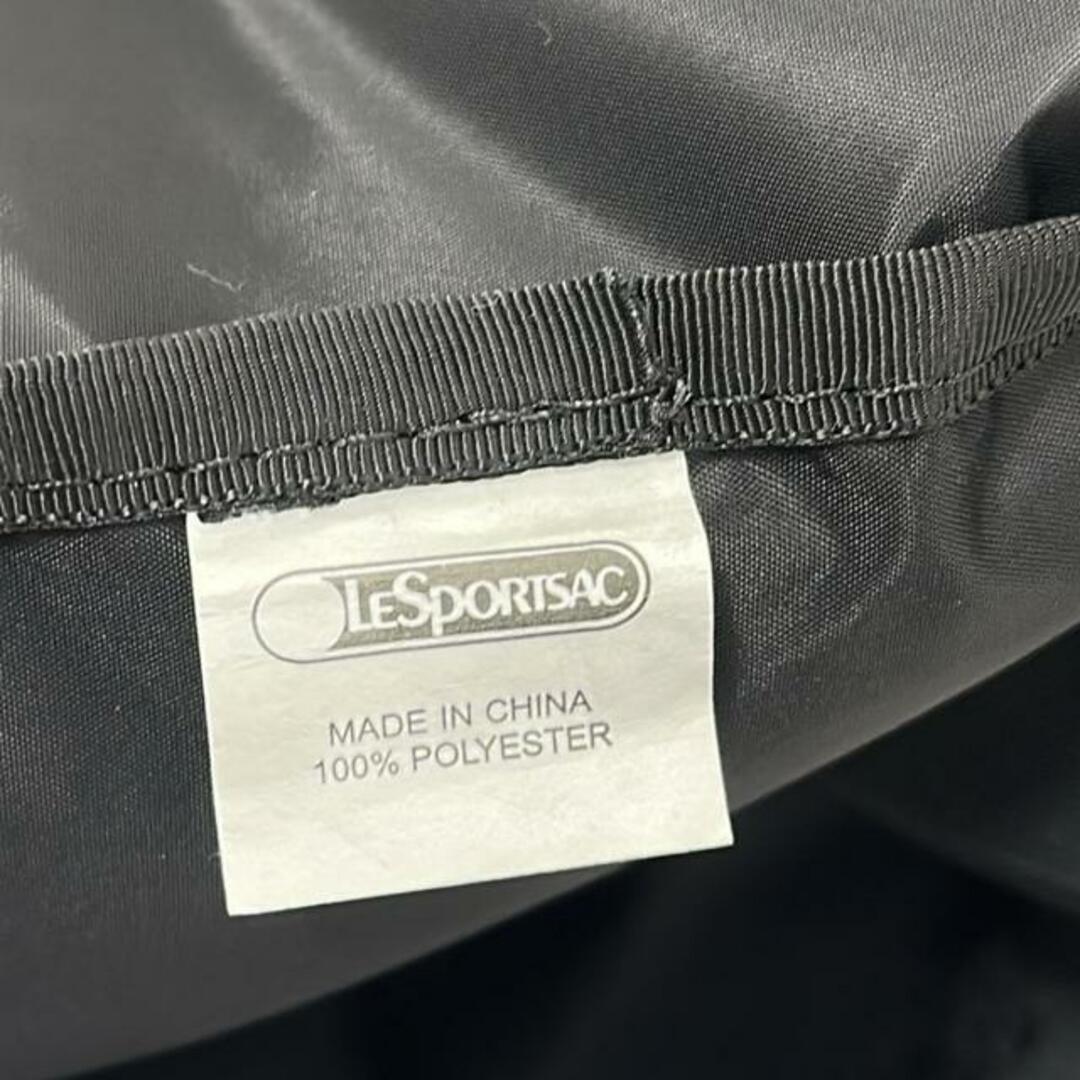 LESPORTSAC
MADE IN CHINA
100% POLYESTER